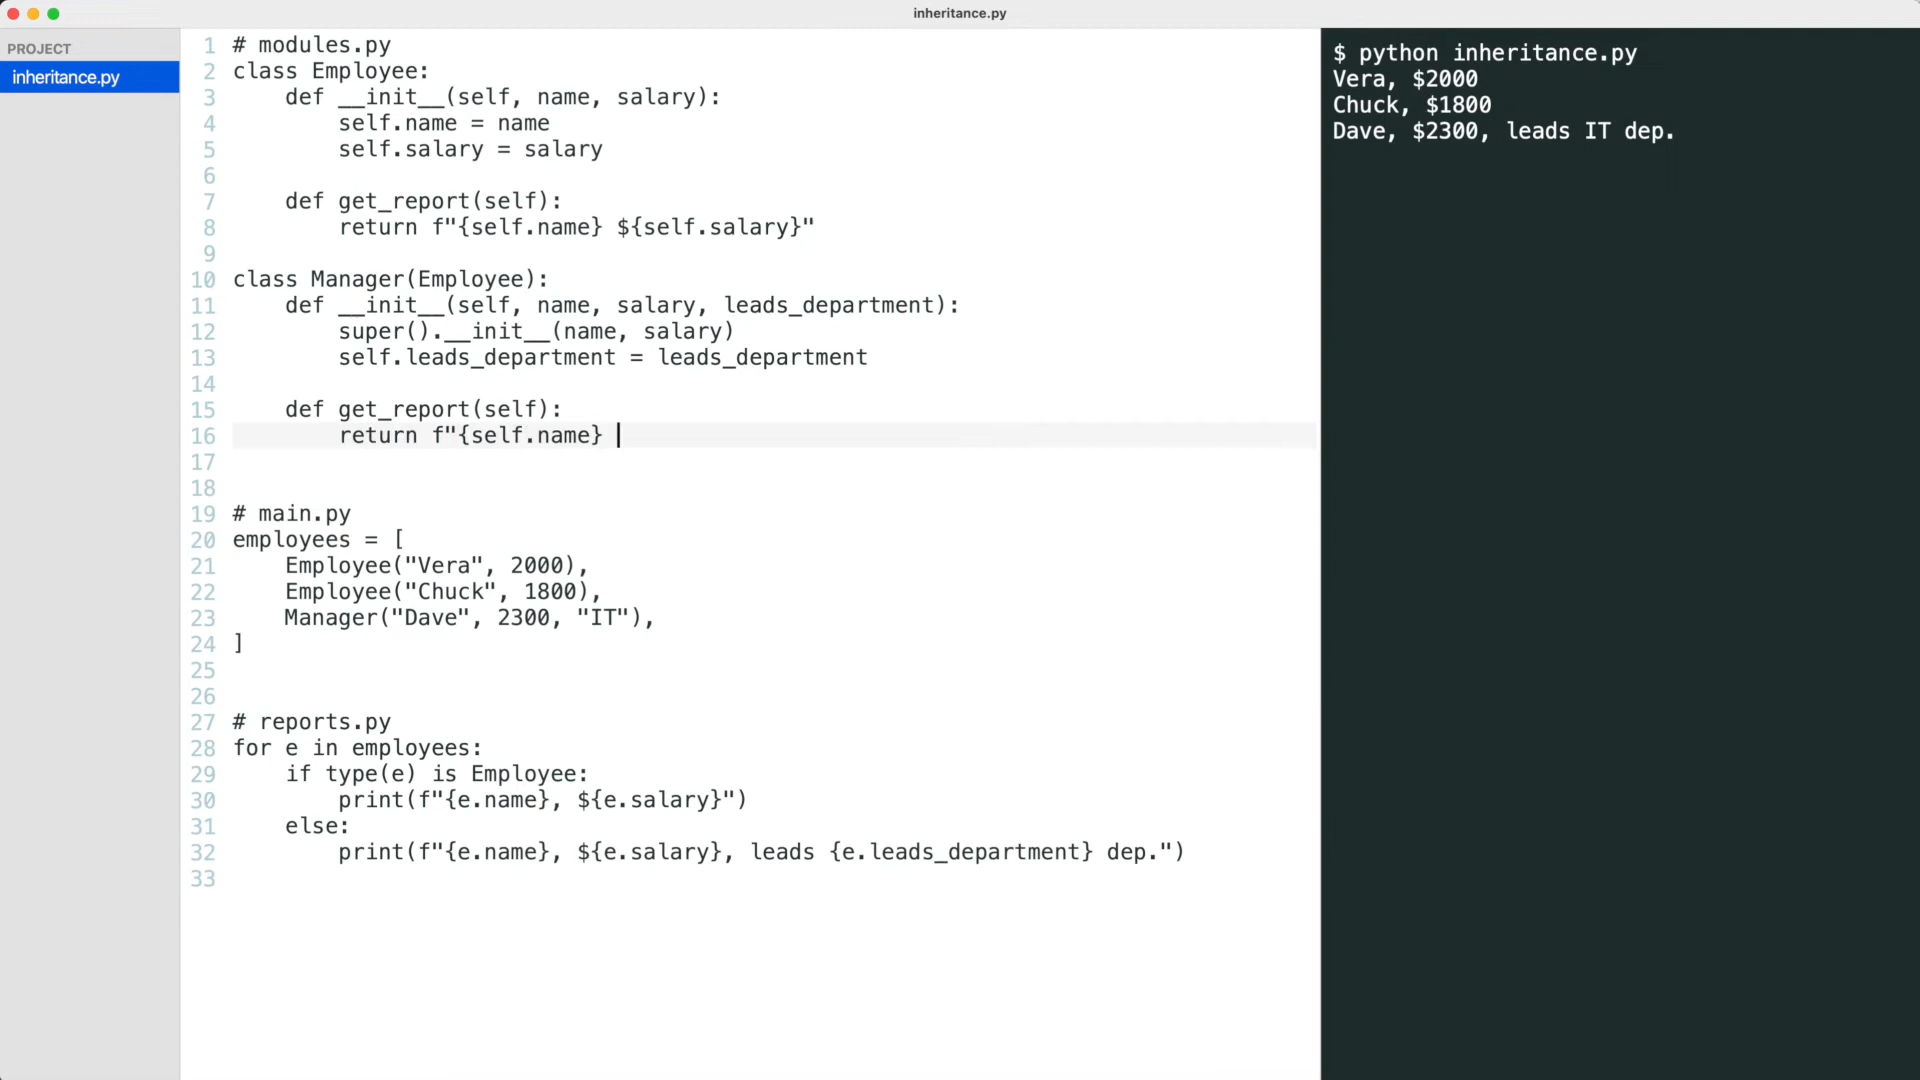 inheritance.py
PROJECT
inheritance.py
1 # modules.py
2 class Employee:
3     def __init__(self, name, salary):
4         self.name = name
5         self.salary = salary
6
7     def get_report(self):
8         return f"{self.name} ${self.salary}"
9
10 class Manager(Employee):
11     def __init__(self, name, salary, leads_department):
12         super().__init__(name, salary)
13         self.leads_department = leads_department
14
15     def get_report(self):
16         return f"{self.name}
17
18
19 # main.py
20 employees = [
21     Employee("Vera", 2000),
22     Employee("Chuck", 1800),
23     Manager("Dave", 2300, "IT"),
24 ]
25
26
27 # reports.py
28 for e in employees:
29     if type(e) is Employee:
30         print(f"{e.name}, ${e.salary}")
31     else:
32         print(f"{e.name}, ${e.salary}, leads {e.leads_department} dep.")
33
$ python inheritance.py
Vera, $2000
Chuck, $1800
Dave, $2300, leads IT dep.